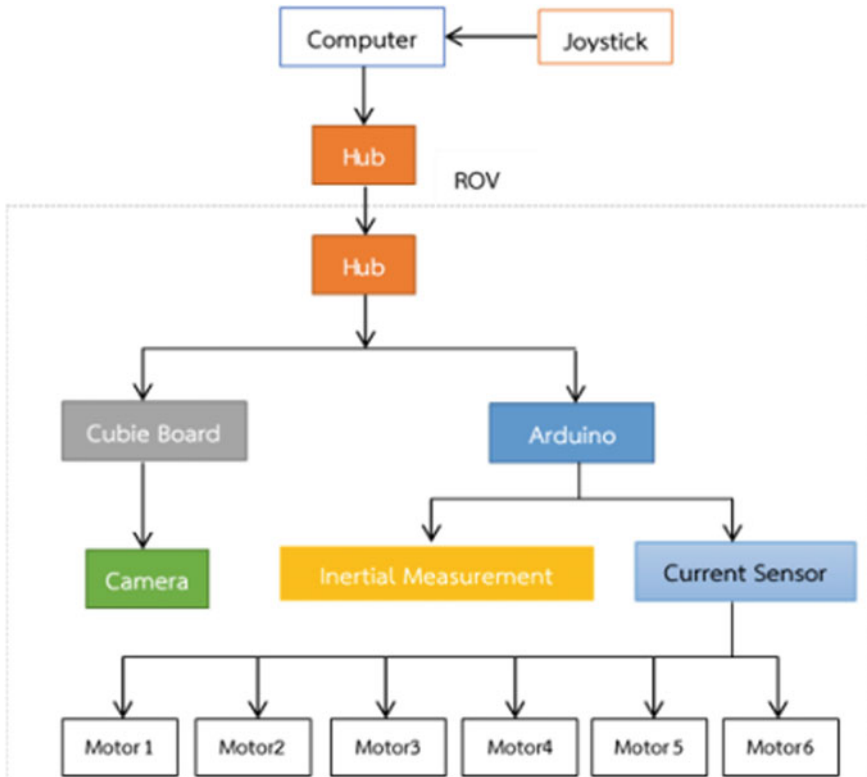 Computer
Joystick
Hub
ROV
Hub
Cubie Board
Arduino
Camera
Inertial Measurement
Current Sensor
Motor 1
Motor2
Motor3
Motor4
Motor 5
Motor6